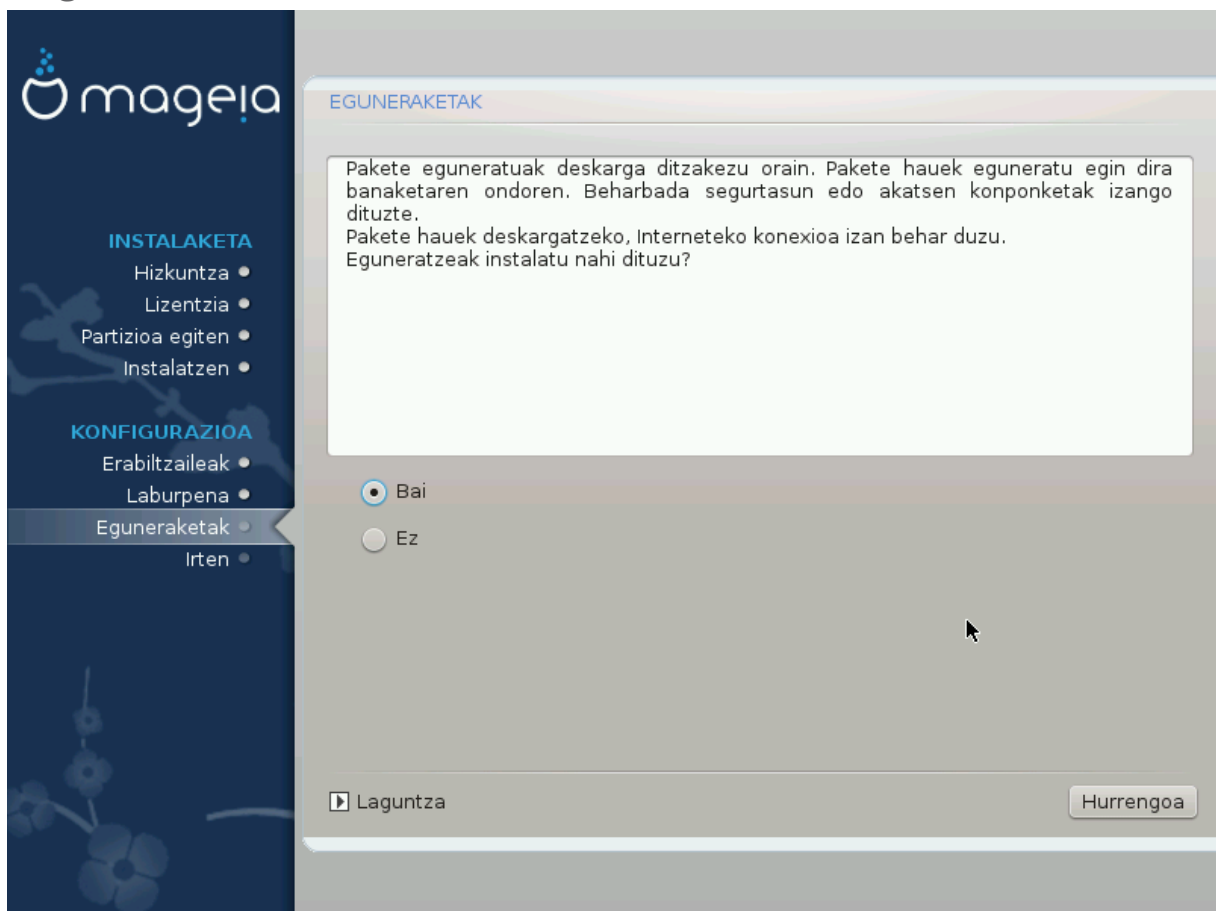 mageia
INSTALAKETA
Hizkuntza
Lizentzia
Partizioa egiten
Instalatzen
KONFIGURAZIOA
Erabiltzaileak
Laburpena
Eguneraketak
Irten
EGUNERAKETAK
Pakete eguneratuak deskarga ditzakezu orain. Pakete hauek eguneratu egin dira
banaketaren ondoren. Beharbada segurtasun edo akatsen konponketak izango
dituzte.
Pakete hauek deskargatzeko, Interneteko konexioa izan behar duzu.
Eguneratzeak instalatu nahi dituzu?
Bai
Ez
Laguntza
Hurrengoa